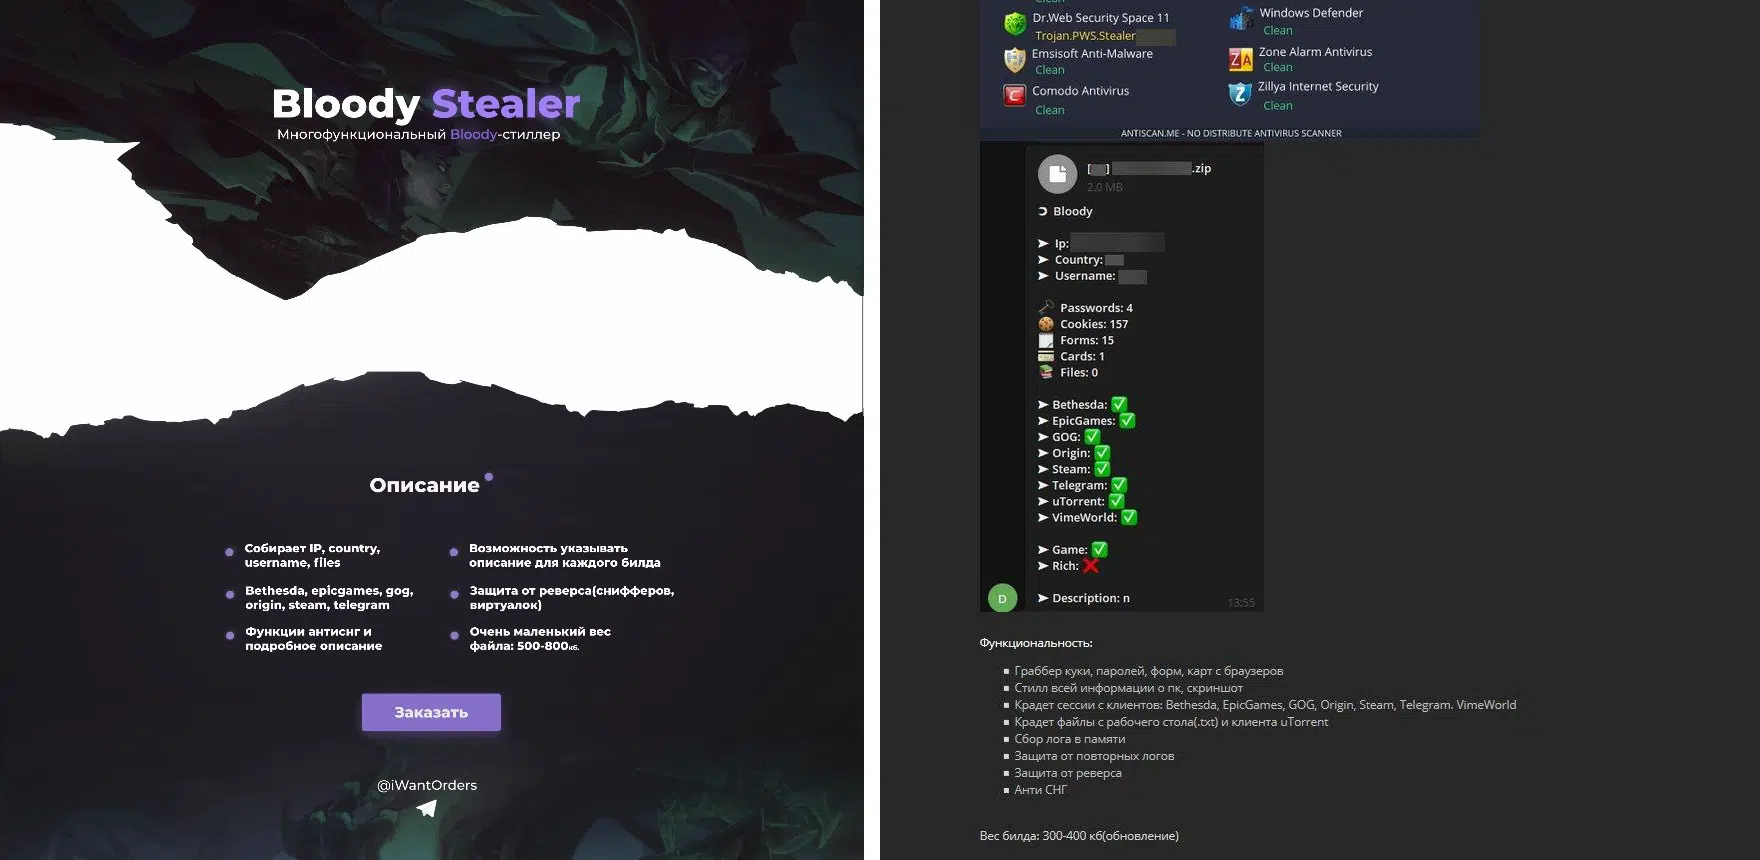 Bloody Stealer
Многофункциональный Bloody-стиллер
Описание
Собирает IP, country,
username, files
Bethesda, epicgames, gog,
origin, steam, telegram
Функции антиснг и
подробное описание
Возможность указывать
описание для каждого билда
Защита от реверса(снифферов,
виртуалок)
Очень маленький вес
файла: 500-800кб.
Заказать
@iWantOrders
Clean
Dr.Web Security Space 11
Trojan.PWS.Stealer
Emsisoft Anti-Malware
Clean
Comodo Antivirus
Clean
Windows Defender
Clean
Zone Alarm Antivirus
Clean
Zillya Internet Security
Clean
ANTISCAN.ME - NO DISTRIBUTE ANTIVIRUS SCANNER
[ ] .zip
2.0 MB
Bloody
Ip:
Country:
Username:
Passwords: 4
Cookies: 157
Forms: 15
Cards: 1
Files: 0
Bethesda: ✅
EpicGames: ✅
GOG: ✅
Origin: ✅
Steam: ✅
Telegram: ✅
uTorrent: ✅
VimeWorld: ✅
Game: ✅
Rich: ❌
Description: n
D
13:55
Функциональность:
Граббер куки, паролей, форм, карт с браузеров
Стилл всей информации о пк, скриншот
Крадет сессии с клиентов: Bethesda, EpicGames, GOG, Origin, Steam, Telegram. VimeWorld
Крадет файлы с рабочего стола(.txt) и клиента uTorrent
Сбор лога в памяти
Защита от повторных логов
Защита от реверса
Анти СНГ
Вес билда: 300-400 кб(обновление)